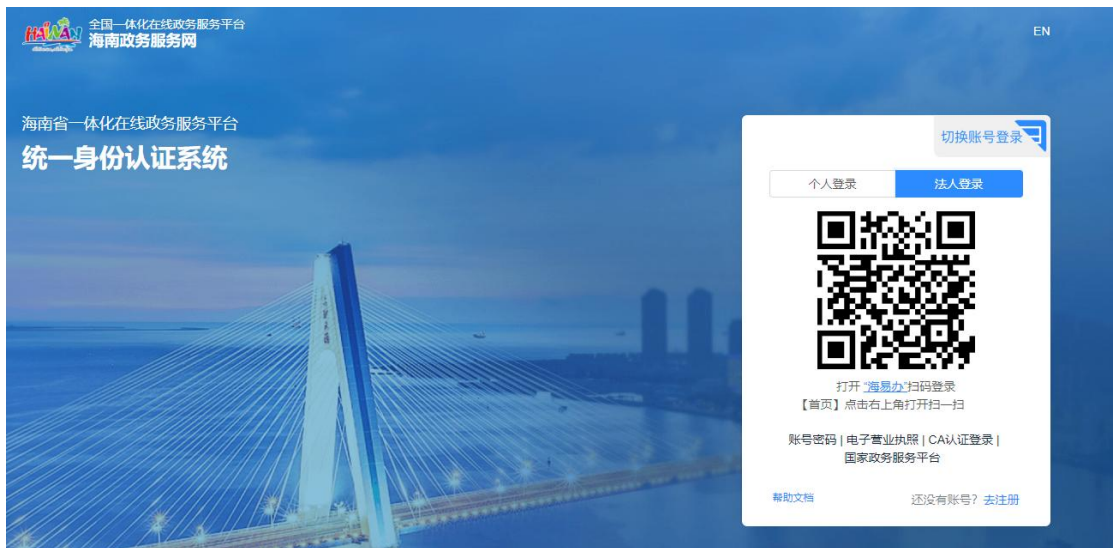 HAINAN
全国一体化在线政务服务平台
海南政务服务网
EN
海南省一体化在线政务服务平台
统一身份认证系统
切换账号登录
个人登录
法人登录
打开 "海易办"扫码登录
【首页】点击右上角打开扫一扫
账号密码 | 电子营业执照 | CA认证登录 |
国家政务服务平台
帮助文档
还没有账号? 去注册